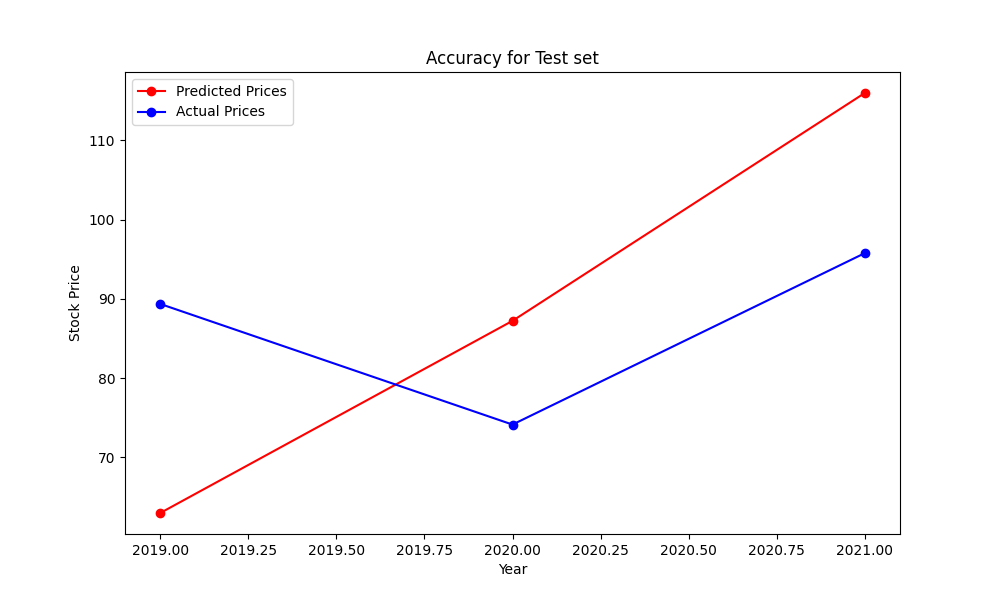 Accuracy for Test set
Predicted Prices
Actual Prices
110
100
90
80
70
Stock Price
2019.00 2019.25 2019.50 2019.75 2020.00 2020.25 2020.50 2020.75 2021.00
Year